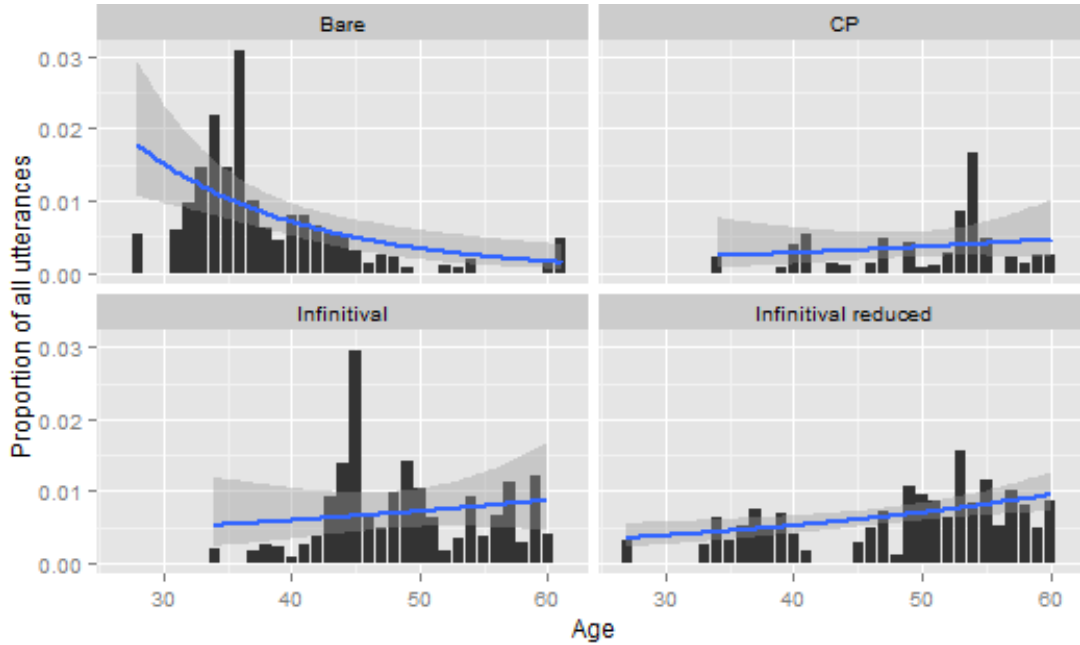 Bare
CP
0.03
0.02
0.01
0.00
Infinitival
Infinitival reduced
0.03
0.02
0.01
0.00
30 40 50 60
30 40 50 60
Age
Proportion of all utterances